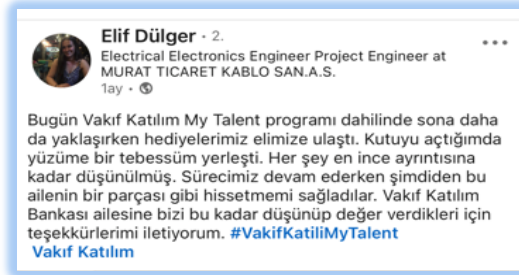 Elif Dülger · 2.
Electrical Electronics Engineer Project Engineer at
MURAT TICARET KABLO SAN.A.S.
1ay ·
Bugün Vakıf Katılım My Talent programı dahilinde sona daha
da yaklaşırken hediyelerimiz elimize ulaştı. Kutuyu açtığımda
yüzüme bir tebessüm yerleşti. Her şey en ince ayrıntısına
kadar düşünülmüş. Sürecimiz devam ederken şimdiden bu
ailenin bir parçası gibi hissetmemi sağladılar. Vakıf Katılım
Bankası ailesine bizi bu kadar düşünüp değer verdikleri için
teşekkürlerimi iletiyorum. #VakifKatiliMyTalent
Vakıf Katılım